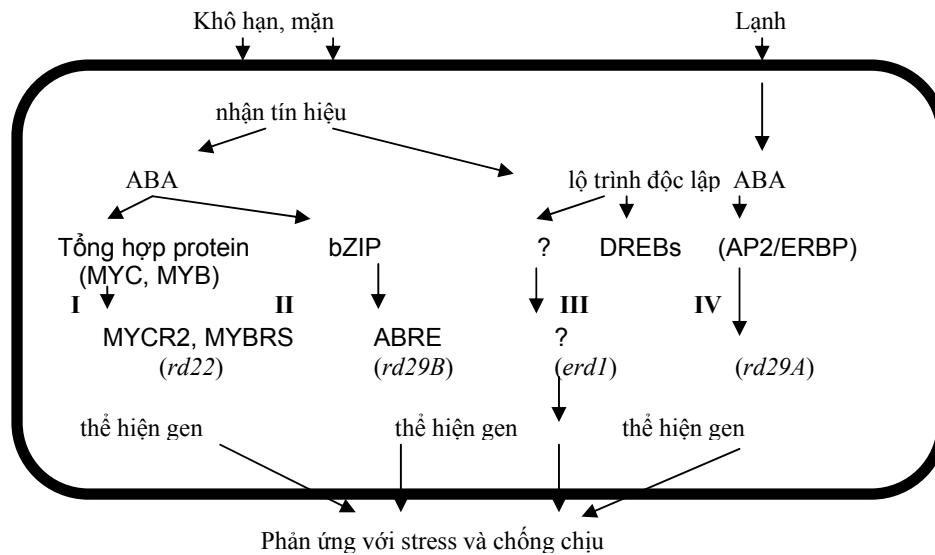 Khô hạn, mặn Lạnh
nhận tín hiệu
ABA lộ trình độc lập ABA
Tổng hợp protein bZIP ? DREBs (AP2/ERBP)
(MYC, MYB)
I II III IV
MYCR2, MYBRS ABRE ?
(rd22) (rd29B) (erd1) (rd29A)
thể hiện gen thể hiện gen thể hiện gen
Phản ứng với stress và chống chịu